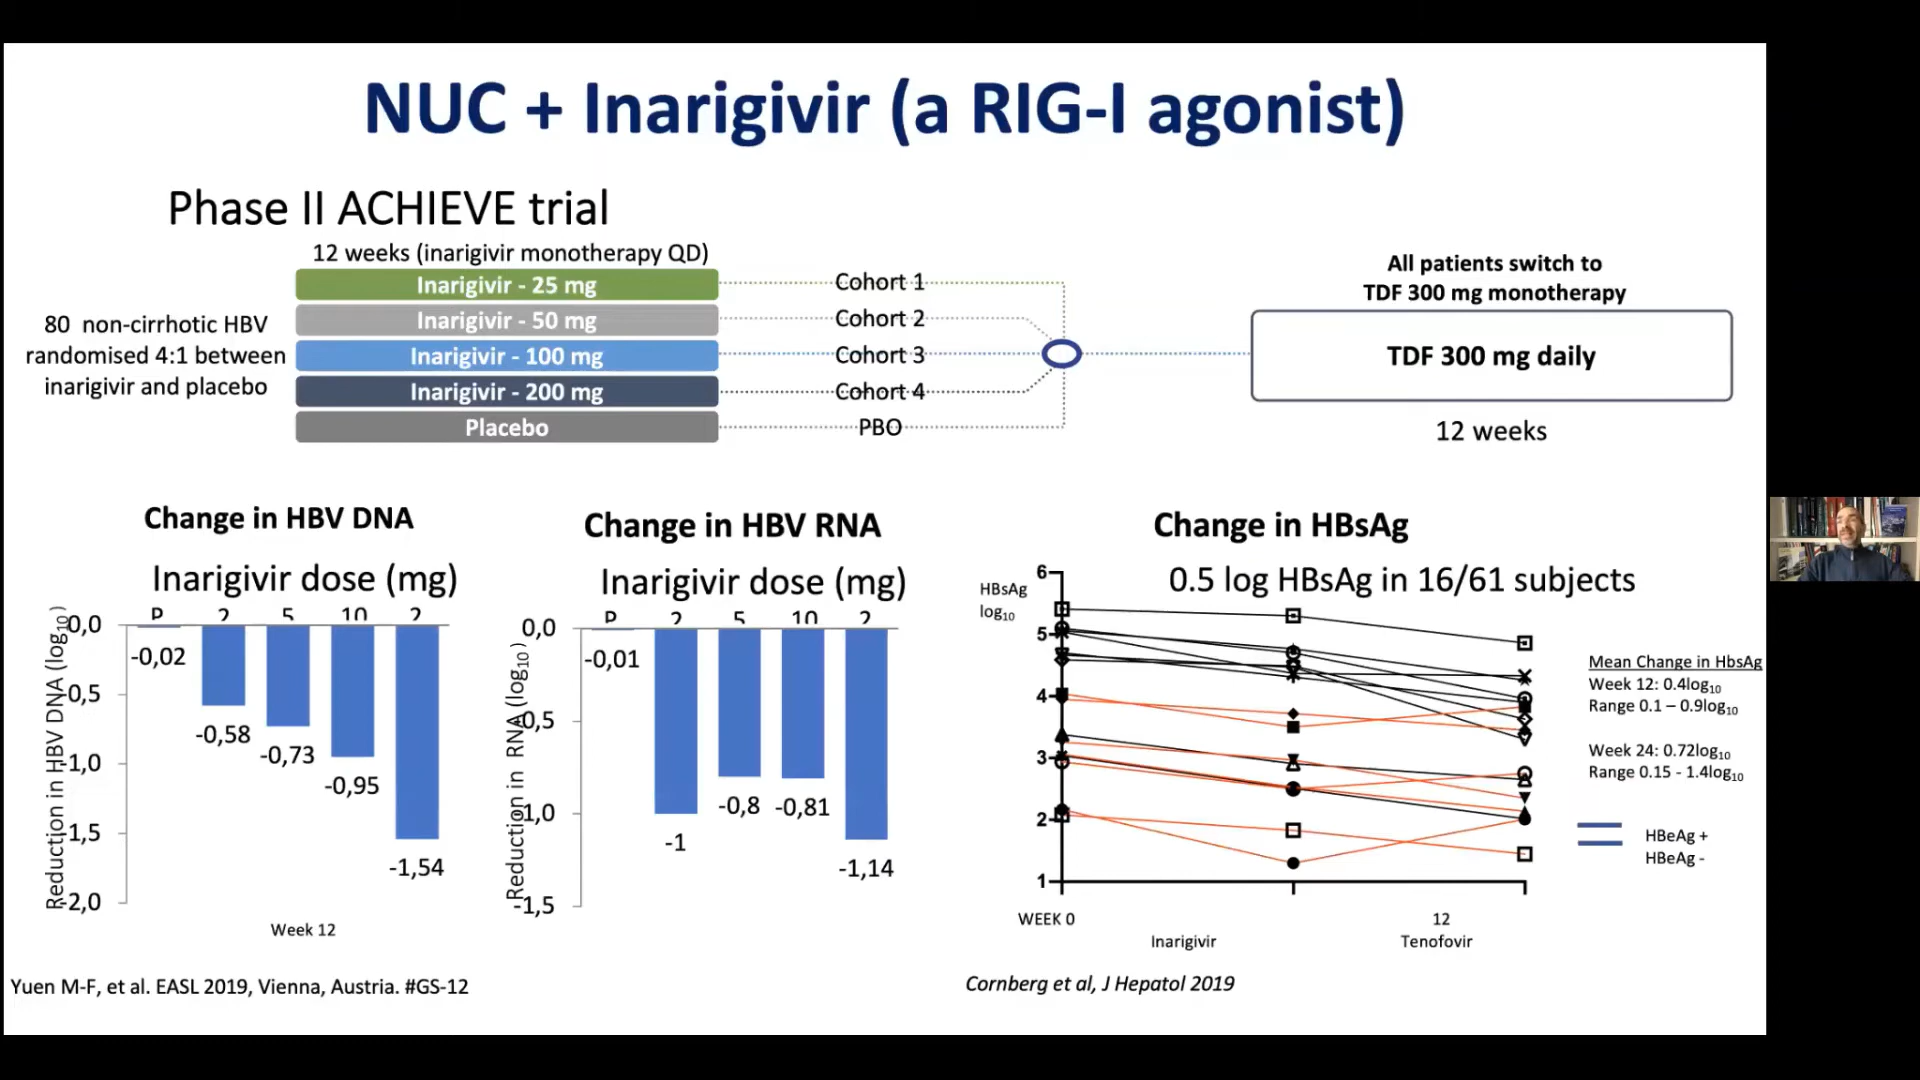 NUC + Inarigivir (a RIG-I agonist)
Phase II ACHIEVE trial
12 weeks (inarigivir monotherapy QD)
80 non-cirrhotic HBV
randomised 4:1 between
inarigivir and placebo
Inarigivir - 25 mg
Inarigivir - 50 mg
Inarigivir - 100 mg
Inarigivir - 200 mg
Placebo
Cohort 1
Cohort 2
Cohort 3
Cohort 4
PBO
All patients switch to
TDF 300 mg monotherapy
TDF 300 mg daily
12 weeks
Change in HBV DNA
Inarigivir dose (mg)
P 2 5 10 2
Reduction in HBV DNA (log10)
0,0
-0,5
-1,0
-1,5
-2,0
-0,02
-0,58
-0,73
-0,95
-1,54
Week 12
Change in HBV RNA
Inarigivir dose (mg)
P 2 5 10 2
Reduction in RNA (log10)
0,0
-0,5
-1,0
-1,5
-0,01
-1
-0,8
-0,81
-1,14
Change in HBsAg
0.5 log HBsAg in 16/61 subjects
HBsAg
log10
6
5
4
3
2
1
WEEK 0
12
Inarigivir
Tenofovir
Mean Change in HbsAg
Week 12: 0.4log10
Range 0.1 – 0.9log10
Week 24: 0.72log10
Range 0.15 - 1.4log10
HBeAg +
HBeAg -
Yuen M-F, et al. EASL 2019, Vienna, Austria. #GS-12
Cornberg et al, J Hepatol 2019